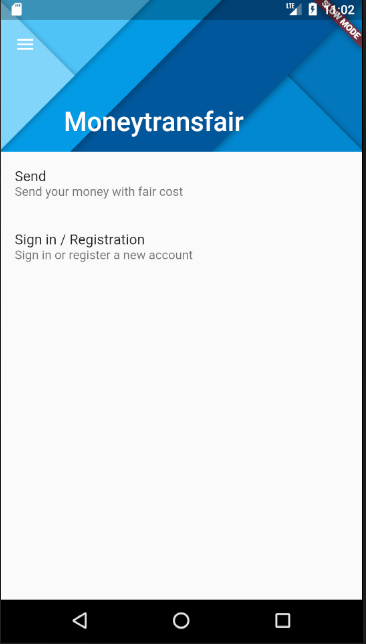 LTE
11:02
SLOW MODE
Moneytransfair
Send
Send your money with fair cost
Sign in / Registration
Sign in or register a new account